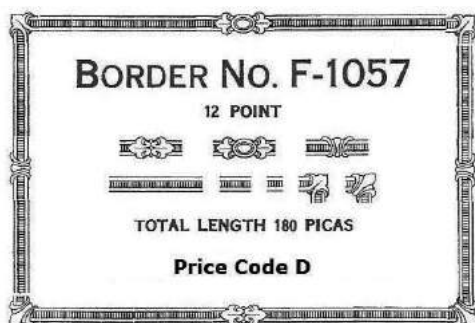 BORDER NO. F-1057
12 POINT
TOTAL LENGTH 180 PICAS
Price Code D